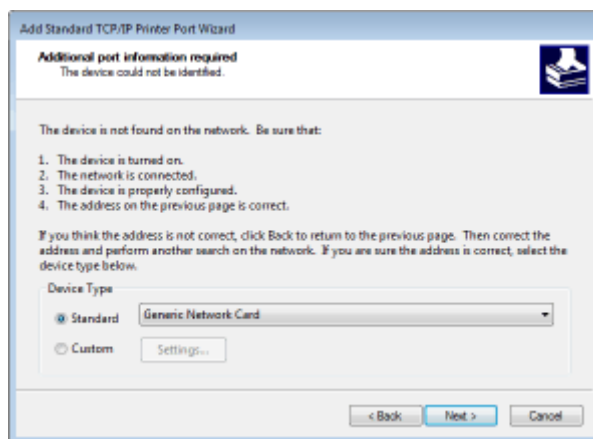 Add Standard TCP/IP Printer Port Wizard
Additional port information required
The device could not be identified.
The device is not found on the network. Be sure that:
1. The device is turned on.
2. The network is connected.
3. The device is properly configured.
4. The address on the previous page is correct.
If you think the address is not correct, click Back to return to the previous page. Then correct the
address and perform another search on the network. If you are sure the address is correct, select the
device type below.
Device Type
Standard Generic Network Card
Custom Settings...
< Back Next > Cancel